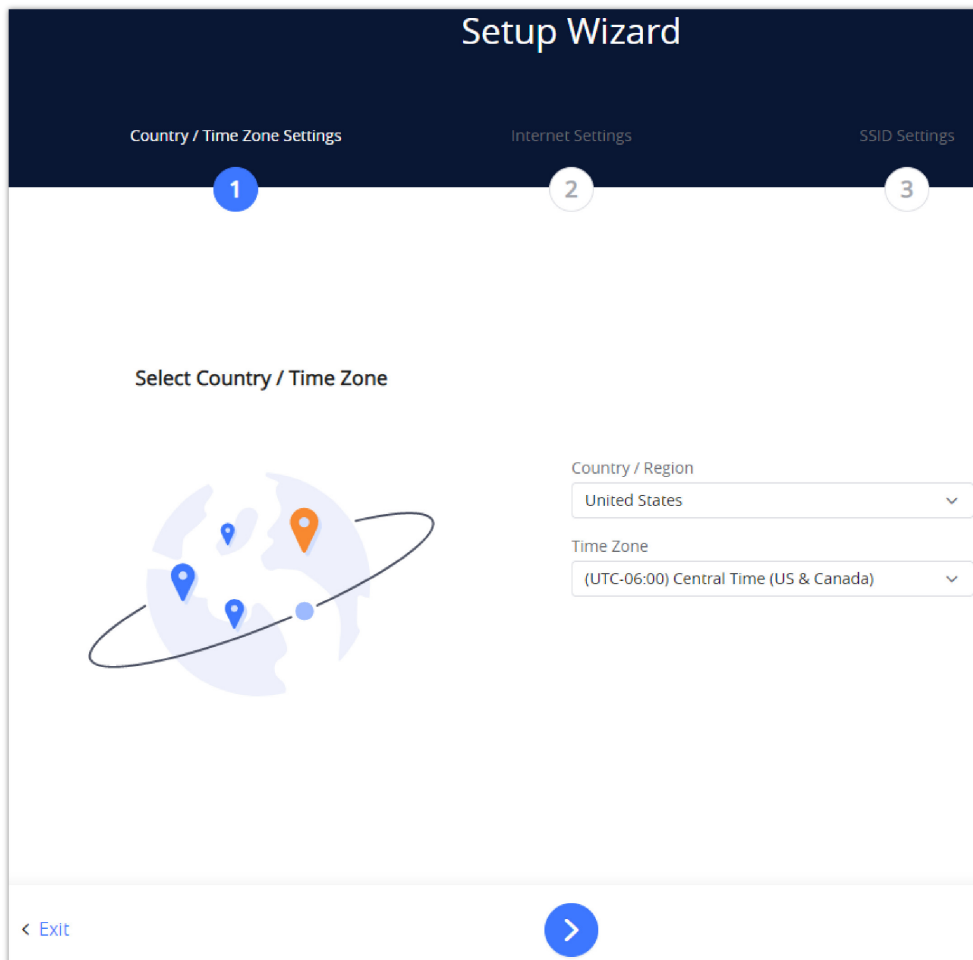 Setup Wizard
Country / Time Zone Settings
Internet Settings
SSID Settings
1
2
3
Select Country / Time Zone
Country / Region
United States
Time Zone
(UTC-06:00) Central Time (US & Canada)
Exit